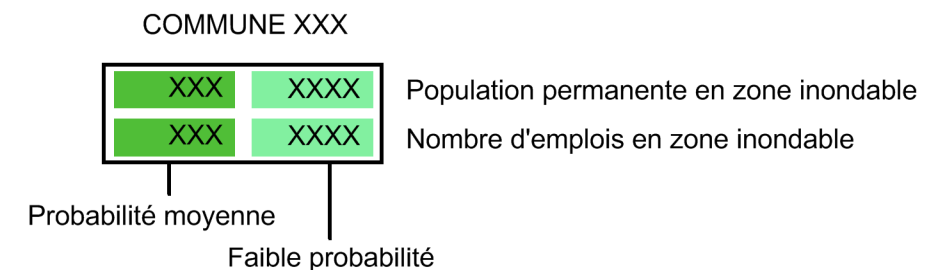 COMMUNE XXX
XXX XXXX Population permanente en zone inondable
XXX XXXX Nombre d'emplois en zone inondable
Probabilité moyenne
Faible probabilité